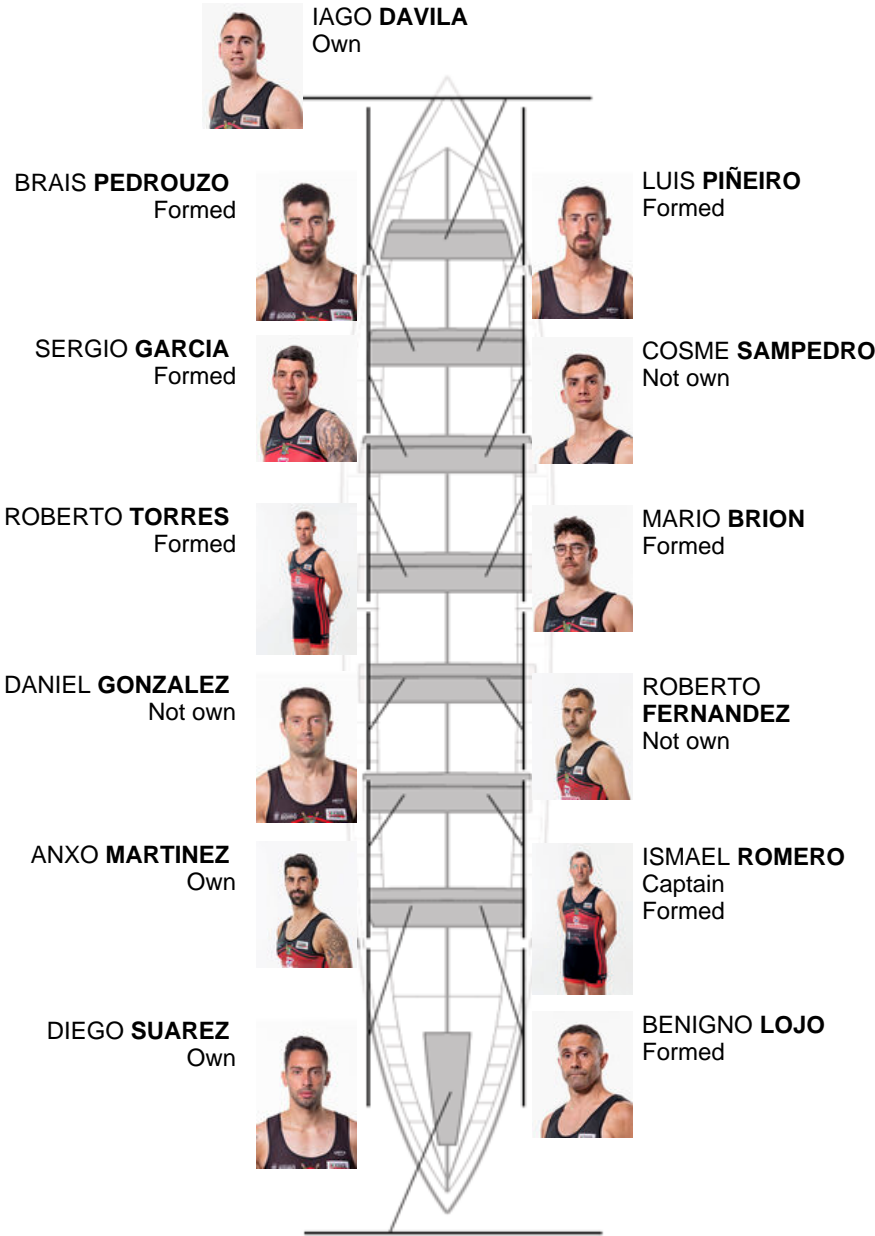 IAGO DAVILA
Own
BRAIS PEDROUZO
Formed
LUIS PIÑEIRO
Formed
SERGIO GARCIA
Formed
COSME SAMPEDRO
Not own
ROBERTO TORRES
Formed
MARIO BRION
Formed
DANIEL GONZALEZ
Not own
ROBERTO
FERNANDEZ
Not own
ANXO MARTINEZ
Own
ISMAEL ROMERO
Captain
Formed
DIEGO SUAREZ
Own
BENIGNO LOJO
Formed